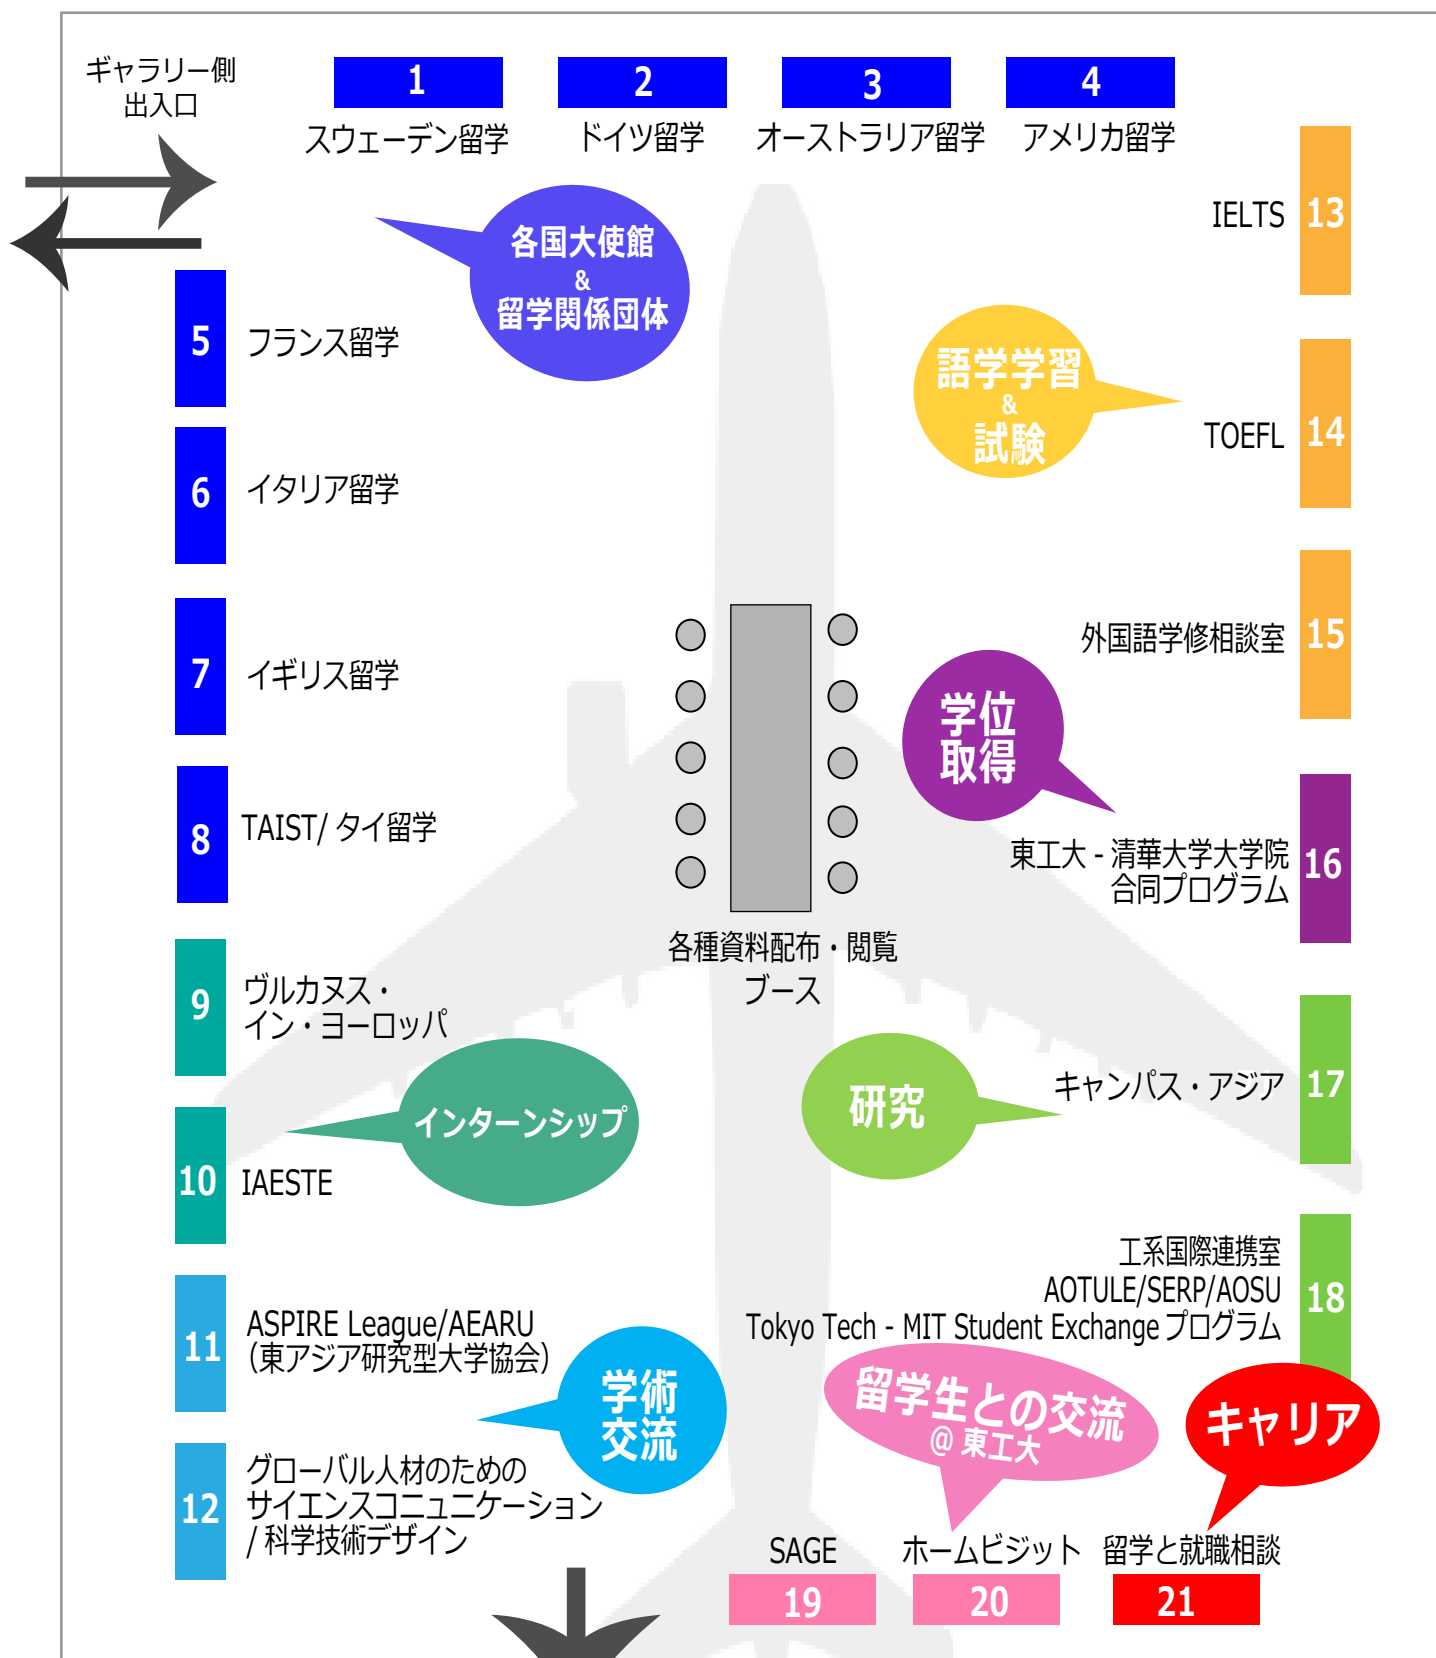 ギャラリー側
出入口
1
スウェーデン留学
2
ドイツ留学
3
オーストラリア留学
4
アメリカ留学
各国大使館
&
留学関係団体
5
フランス留学
6
イタリア留学
7
イギリス留学
8
TAIST/ タイ留学
9
ヴルカヌス・
イン・ヨーロッパ
インターンシップ
10
IAESTE
11
ASPIRE League/AEARU
（東アジア研究型大学協会）
学術
交流
12
グローバル人材のための
サイエンスコニュニケーション
/ 科学技術デザイン
各種資料配布・閲覧
ブース
IELTS
13
語学学習
&
試験
TOEFL
14
外国語学修相談室
15
学位
取得
東工大 - 清華大学大学院
合同プログラム
16
研究
キャンパス・アジア
17
工系国際連携室
AOTULE/SERP/AOSU
Tokyo Tech - MIT Student Exchange プログラム
18
留学生との交流
@ 東工大
キャリア
SAGE
19
ホームビジット
20
留学と就職相談
21